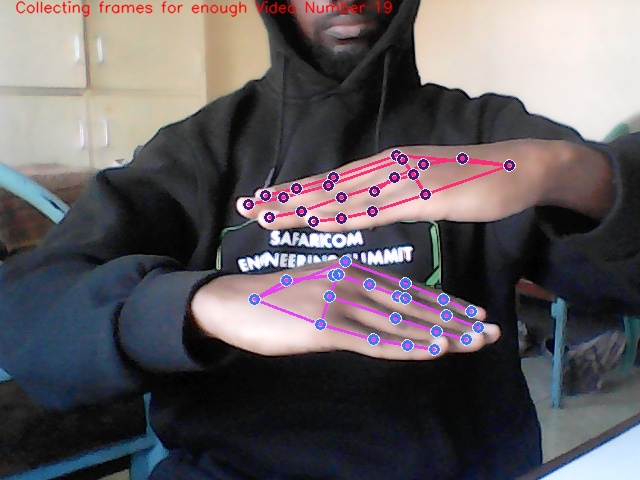 Collecting frames for enough Video Number 19
SAFARICOM
ENGINEERING SUMMIT